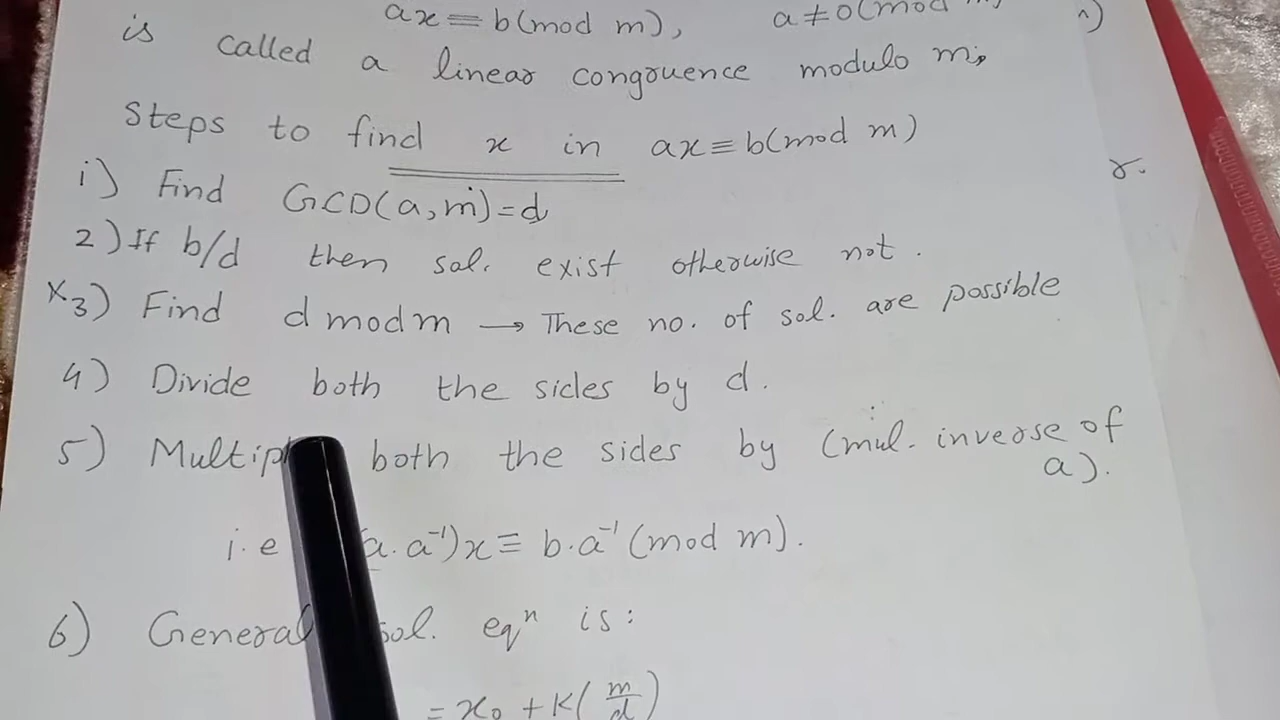 ax ≡ b(mod m), a ≠ 0(mod
is called a linear congruence modulo m,
Steps to find x in ax ≡ b(mod m)
i) Find GCD(a, m) = d
2) If b/d then sol. exist otherwise not.
x3) Find d mod m → These no. of sol. are possible
4) Divide both the sides by d.
5) Multip both the sides by (mul. inverse of
a).
i.e a.a⁻¹)x ≡ b.a⁻¹ (mod m).
6) General sol. eqⁿ is:
= x₀ + K(m/d)